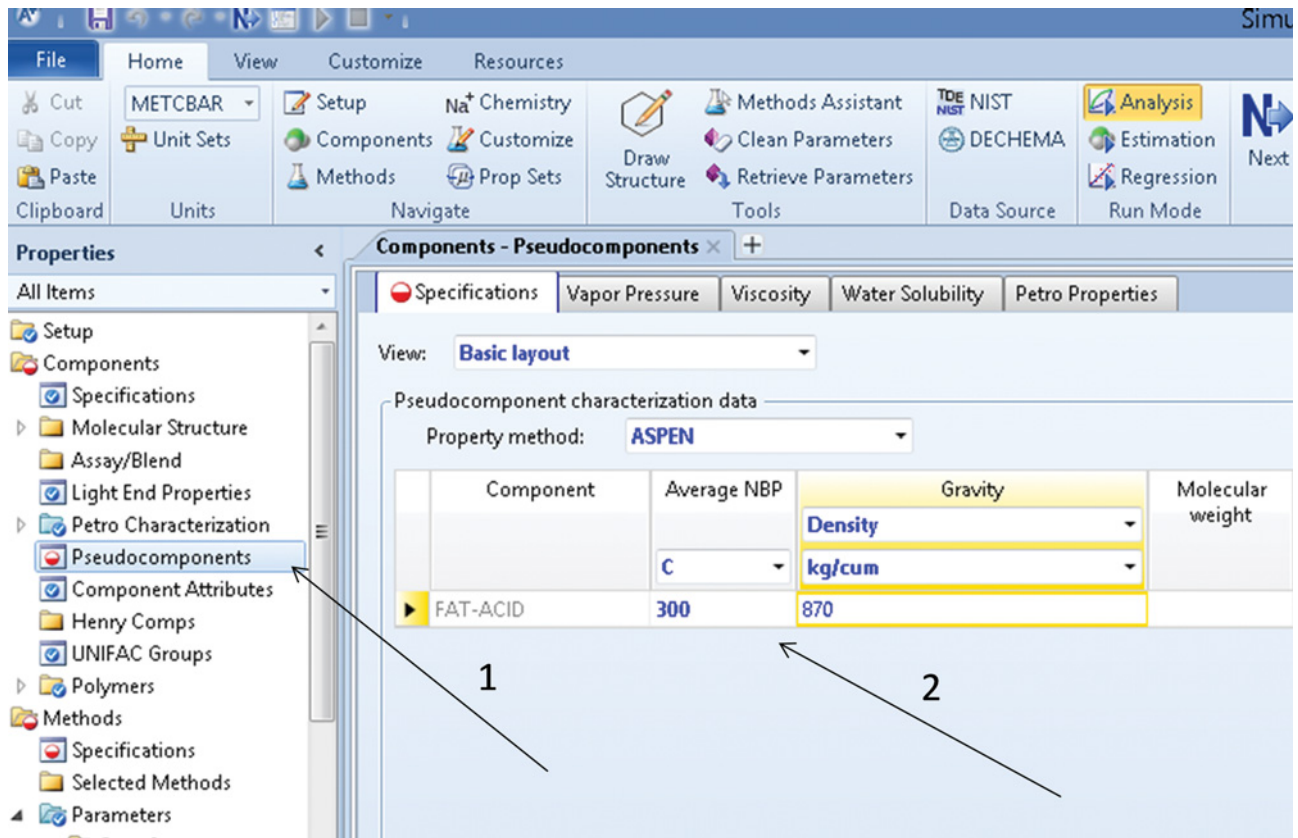 Simu
File Home View Customize Resources
Cut METCBAR Setup Na+ Chemistry Methods Assistant TDE NIST NIST Analysis
Copy Unit Sets Components Customize Draw Structure Clean Parameters DECHEMA Estimation Next
Paste Methods Prop Sets Retrieve Parameters Regression
Clipboard Units Navigate Tools Data Source Run Mode
Properties <
Components - Pseudocomponents × +
All Items
Specifications Vapor Pressure Viscosity Water Solubility Petro Properties
Setup
Components
Specifications
Molecular Structure
Assay/Blend
Light End Properties
Petro Characterization
Pseudocomponents
Component Attributes
Henry Comps
UNIFAC Groups
Polymers
Methods
Specifications
Selected Methods
Parameters
View: Basic layout
Pseudocomponent characterization data
Property method: ASPEN
Component Average NBP Gravity Molecular weight
Density
C kg/cum
FAT-ACID 300 870
1
2